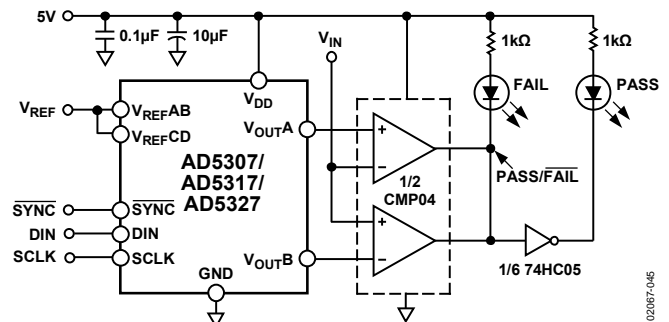 5V
0.1µF
10µF
VIN
1kΩ
1kΩ
FAIL
PASS
VREF
VREFAB
VREFCD
VDD
VOUTA
AD5307/
AD5317/
AD5327
+
−
1/2
CMP04
PASS/FAIL
+
−
SYNC
SYNC
DIN
DIN
SCLK
SCLK
GND
VOUTB
1/6 74HC05
02067-045